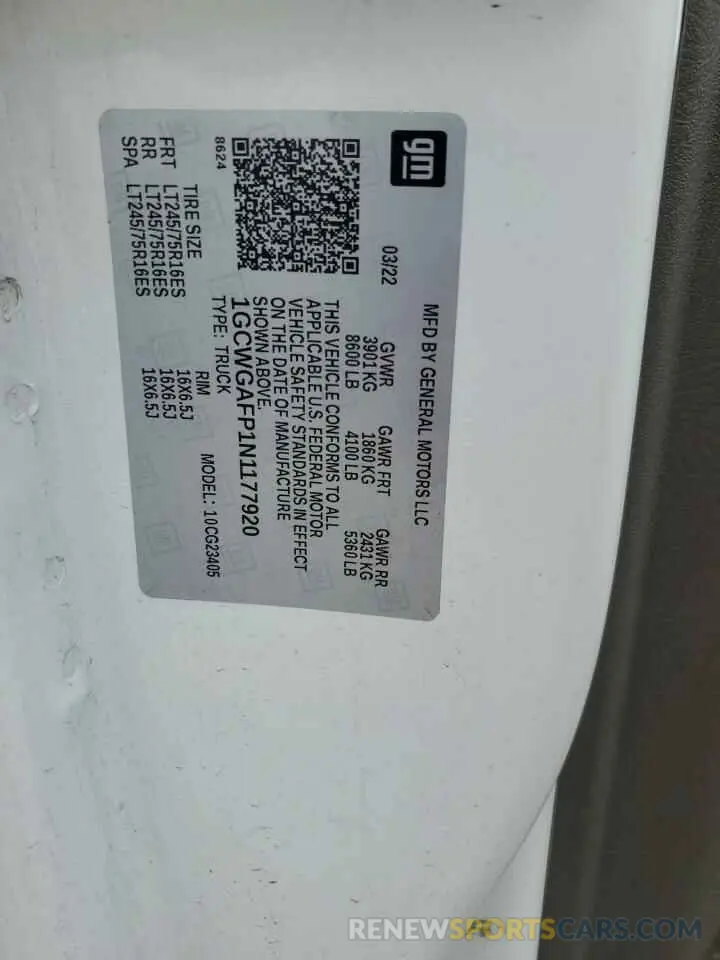 gm
MFD BY GENERAL MOTORS LLC
03/22 GVWR GAWR FRT GAWR RR
3901 KG 1860 KG 2431 KG
8600 LB 4100 LB 5360 LB
THIS VEHICLE CONFORMS TO ALL
APPLICABLE U.S. FEDERAL MOTOR
VEHICLE SAFETY STANDARDS IN EFFECT
ON THE DATE OF MANUFACTURE
SHOWN ABOVE.
1GCWGAFP1N1177920
8624 TYPE: TRUCK MODEL: 10CG23405
TIRE SIZE RIM
FRT LT245/75R16ES 16X6.5J
RR LT245/75R16ES 16X6.5J
SPA LT245/75R16ES 16X6.5J
RENEWSPORTSCARS.COM